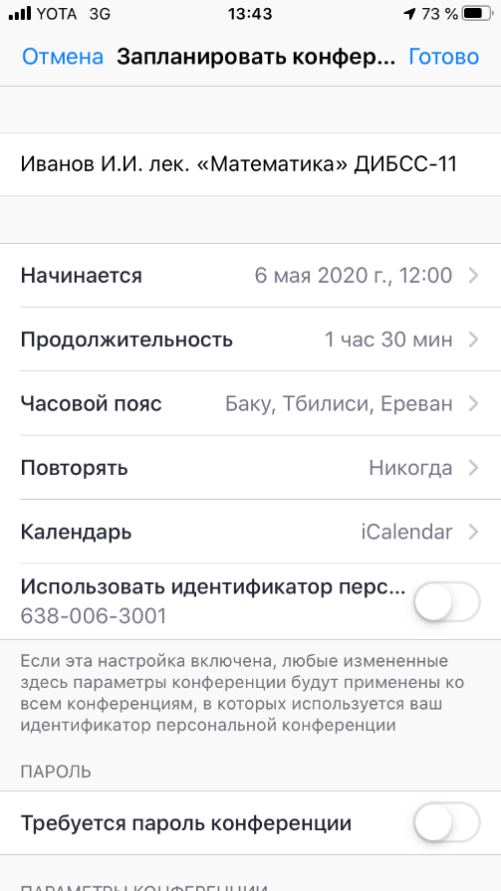 YOTA 3G 13:43 73 %
Отмена Запланировать конфер... Готово
Иванов И.И. лек. «Математика» ДИБСС-11
Начинается 6 мая 2020 г., 12:00
Продолжительность 1 час 30 мин
Часовой пояс Баку, Тбилиси, Ереван
Повторять Никогда
Календарь iCalendar
Использовать идентификатор перс...
638-006-3001
Если эта настройка включена, любые измененные
здесь параметры конференции будут применены ко
всем конференциям, в которых используется ваш
идентификатор персональной конференции
ПАРОЛЬ
Требуется пароль конференции
ПАРАМЕТРЫ КОНФЕРЕНЦИИ